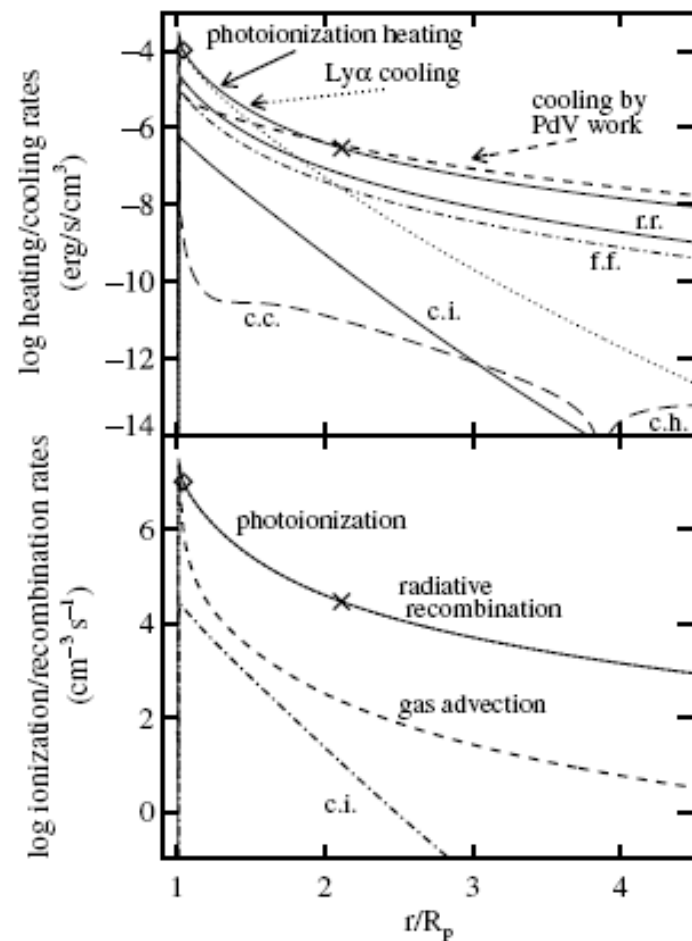 photoionization heating
Lyα cooling
cooling by
PdV work
r.r.
f.f.
c.i.
c.c.
c.h.
−4
−6
−8
−10
−12
−14
log heating/cooling rates
(erg/s/cm³)
photoionization
radiative
recombination
gas advection
c.i.
6
4
2
0
log ionization/recombination rates
(cm⁻³ s⁻¹)
1
2
3
4
r/Rₚ